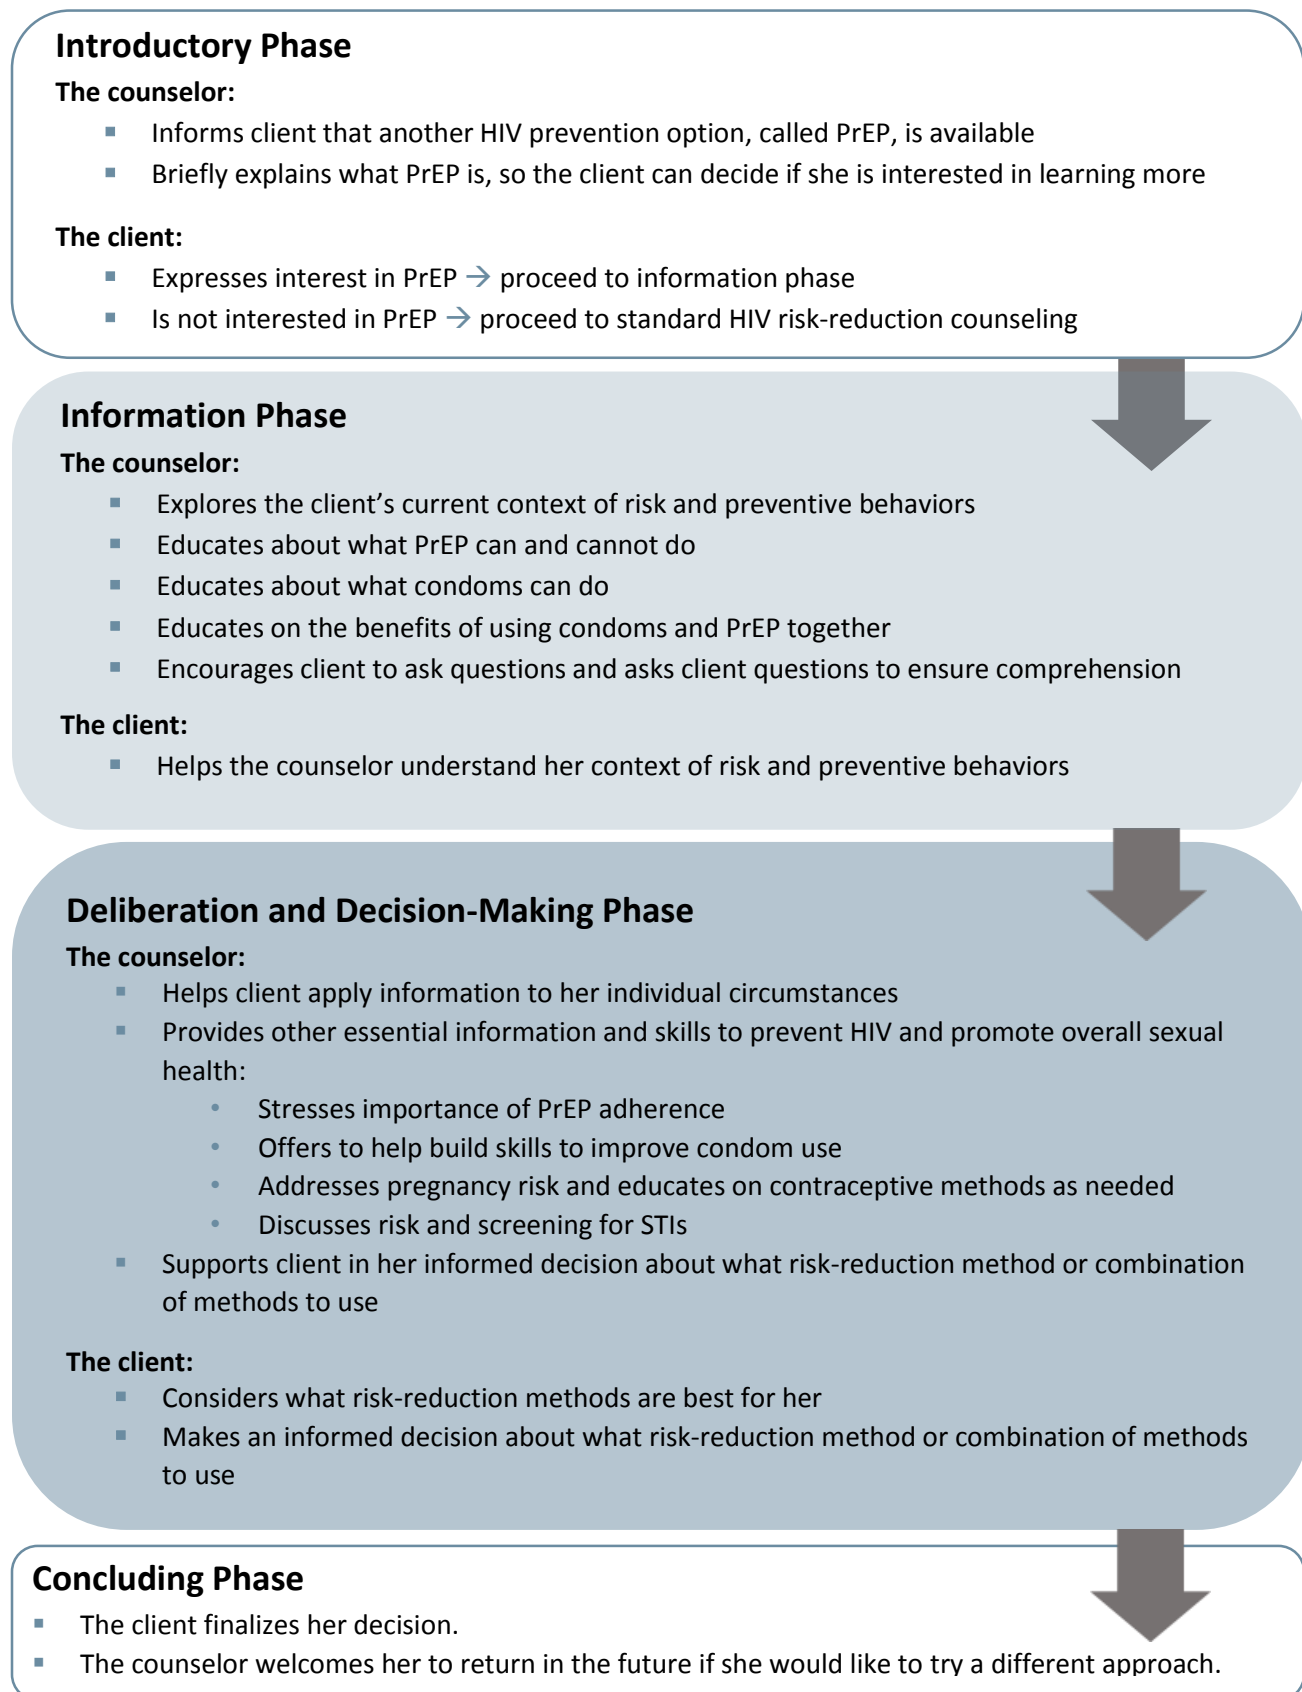 Introductory Phase
The counselor:
▪ Informs client that another HIV prevention option, called PrEP, is available
▪ Briefly explains what PrEP is, so the client can decide if she is interested in learning more
The client:
▪ Expresses interest in PrEP → proceed to information phase
▪ Is not interested in PrEP → proceed to standard HIV risk-reduction counseling
Information Phase
The counselor:
▪ Explores the client’s current context of risk and preventive behaviors
▪ Educates about what PrEP can and cannot do
▪ Educates about what condoms can do
▪ Educates on the benefits of using condoms and PrEP together
▪ Encourages client to ask questions and asks client questions to ensure comprehension
The client:
▪ Helps the counselor understand her context of risk and preventive behaviors
Deliberation and Decision-Making Phase
The counselor:
▪ Helps client apply information to her individual circumstances
▪ Provides other essential information and skills to prevent HIV and promote overall sexual
health:
• Stresses importance of PrEP adherence
• Offers to help build skills to improve condom use
• Addresses pregnancy risk and educates on contraceptive methods as needed
• Discusses risk and screening for STIs
▪ Supports client in her informed decision about what risk-reduction method or combination
of methods to use
The client:
▪ Considers what risk-reduction methods are best for her
▪ Makes an informed decision about what risk-reduction method or combination of methods
to use
Concluding Phase
▪ The client finalizes her decision.
▪ The counselor welcomes her to return in the future if she would like to try a different approach.